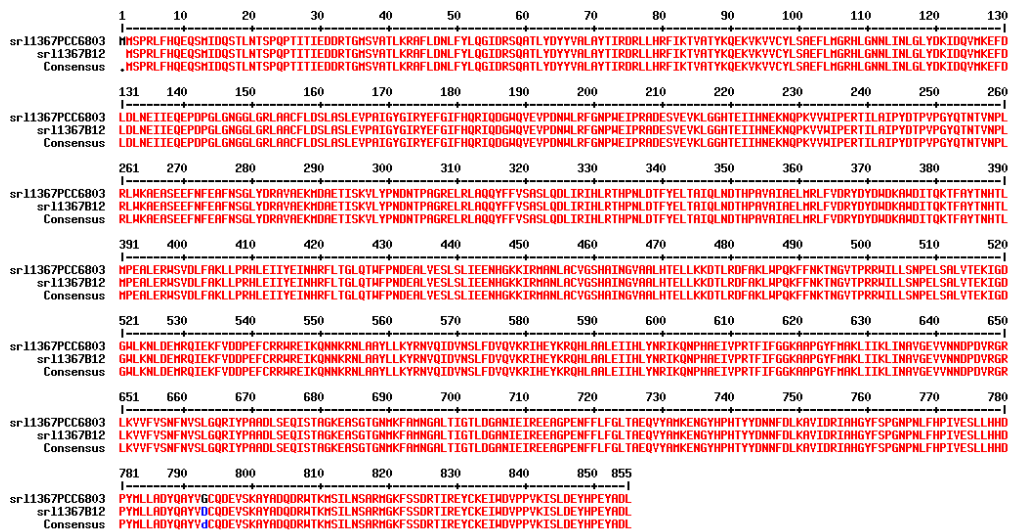 1 10 20 30 40 50 60 70 80 90 100 110 120 130
|--------+---------+---------+---------+---------+---------+---------+---------+---------+---------+---------+---------+---------|
srl1367PCC6803 MMSPRLFHQEQSMIDQSTLNTSPQPTITIEDDRTGMSVATLKRAFLDNLFYLQGIDRSQATLYDYYVALAYTIRDRLLHRFIKTVATYKQEKVKVVCYLSAEFLMGRHLGNNLINLGLYDKIDQVMKEFD
srl1367B12 MSPRLFHQEQSMIDQSTLNTSPQPTITIEDDRTGMSVATLKRAFLDNLFYLQGIDRSQATLYDYYVALAYTIRDRLLHRFIKTVATYKQEKVKVVCYLSAEFLMGRHLGNNLINLGLYDKIDQVMKEFD
Consensus .MSPRLFHQEQSMIDQSTLNTSPQPTITIEDDRTGMSVATLKRAFLDNLFYLQGIDRSQATLYDYYVALAYTIRDRLLHRFIKTVATYKQEKVKVVCYLSAEFLMGRHLGNNLINLGLYDKIDQVMKEFD
131 140 150 160 170 180 190 200 210 220 230 240 250 260
|--------+---------+---------+---------+---------+---------+---------+---------+---------+---------+---------+---------+---------|
srl1367PCC6803 LDLNEIIEQEPDPGLGNGGLGRLAACFLDSLASLEVPAIGYGIRYEFGIFHQRIQDGWQVEVPDNWLRFGNPWEIPRADESVEVKLGGHTEIIHNEKNQPKVVWIPERTILAIPYDTPVPGYQTNTVNPL
srl1367B12 LDLNEIIEQEPDPGLGNGGLGRLAACFLDSLASLEVPAIGYGIRYEFGIFHQRIQDGWQVEVPDNWLRFGNPWEIPRADESVEVKLGGHTEIIHNEKNQPKVVWIPERTILAIPYDTPVPGYQTNTVNPL
Consensus LDLNEIIEQEPDPGLGNGGLGRLAACFLDSLASLEVPAIGYGIRYEFGIFHQRIQDGWQVEVPDNWLRFGNPWEIPRADESVEVKLGGHTEIIHNEKNQPKVVWIPERTILAIPYDTPVPGYQTNTVNPL
261 270 280 290 300 310 320 330 340 350 360 370 380 390
|--------+---------+---------+---------+---------+---------+---------+---------+---------+---------+---------+---------+---------|
srl1367PCC6803 RLWKAEASEEFNFEAFNSGLYDRAVAEKMDAETISKVLYPNDNTPAGRELRLAQQYFFVSASLQDLIRIHLRTHPNLDTFYELTAIQLNDTHPAVAIAELMRLFVDRYDYDWDKAWDITQKTFAYTNHTL
srl1367B12 RLWKAEASEEFNFEAFNSGLYDRAVAEKMDAETISKVLYPNDNTPAGRELRLAQQYFFVSASLQDLIRIHLRTHPNLDTFYELTAIQLNDTHPAVAIAELMRLFVDRYDYDWDKAWDITQKTFAYTNHTL
Consensus RLWKAEASEEFNFEAFNSGLYDRAVAEKMDAETISKVLYPNDNTPAGRELRLAQQYFFVSASLQDLIRIHLRTHPNLDTFYELTAIQLNDTHPAVAIAELMRLFVDRYDYDWDKAWDITQKTFAYTNHTL
391 400 410 420 430 440 450 460 470 480 490 500 510 520
|--------+---------+---------+---------+---------+---------+---------+---------+---------+---------+---------+---------+---------|
srl1367PCC6803 MPEALERWSVDLFAKLLPRHLEIIYEINHRFLTGLQTWFPNDEALVESLSLIEENHGKKIRMANLACVGSHAINGVAALHTELLKKDTLRDFAKLWPQKFFNKTNGVTPRRWILLSNPELSALVTEKIGD
srl1367B12 MPEALERWSVDLFAKLLPRHLEIIYEINHRFLTGLQTWFPNDEALVESLSLIEENHGKKIRMANLACVGSHAINGVAALHTELLKKDTLRDFAKLWPQKFFNKTNGVTPRRWILLSNPELSALVTEKIGD
Consensus MPEALERWSVDLFAKLLPRHLEIIYEINHRFLTGLQTWFPNDEALVESLSLIEENHGKKIRMANLACVGSHAINGVAALHTELLKKDTLRDFAKLWPQKFFNKTNGVTPRRWILLSNPELSALVTEKIGD
521 530 540 550 560 570 580 590 600 610 620 630 640 650
|--------+---------+---------+---------+---------+---------+---------+---------+---------+---------+---------+---------+---------|
srl1367PCC6803 GWLKNLDEMRQIEKFVDDPEFCRRWREIKQNNKRNLAAYLLKYRNVQIDVNSLFDVQVKRIHEYKRQHLAALEIIHLYNRIKQNPHAEIVPRTFIFGGKAAPGYFMAKLIIKLINAVGEVVNNDPDVRGR
srl1367B12 GWLKNLDEMRQIEKFVDDPEFCRRWREIKQNNKRNLAAYLLKYRNVQIDVNSLFDVQVKRIHEYKRQHLAALEIIHLYNRIKQNPHAEIVPRTFIFGGKAAPGYFMAKLIIKLINAVGEVVNNDPDVRGR
Consensus GWLKNLDEMRQIEKFVDDPEFCRRWREIKQNNKRNLAAYLLKYRNVQIDVNSLFDVQVKRIHEYKRQHLAALEIIHLYNRIKQNPHAEIVPRTFIFGGKAAPGYFMAKLIIKLINAVGEVVNNDPDVRGR
651 660 670 680 690 700 710 720 730 740 750 760 770 780
|--------+---------+---------+---------+---------+---------+---------+---------+---------+---------+---------+---------+---------|
srl1367PCC6803 LKVVFVSNFNVSLGQRIYPAADLSEQISTAGKEASGTGNMKFAMNGALTIGTLDGANIEIREEAGPENFFLFGLTAEQVYAMKENGYHPHTYYDNNFDLKAVIDRIAHGYFSPGNPNLFHPIVESLLHHD
srl1367B12 LKVVFVSNFNVSLGQRIYPAADLSEQISTAGKEASGTGNMKFAMNGALTIGTLDGANIEIREEAGPENFFLFGLTAEQVYAMKENGYHPHTYYDNNFDLKAVIDRIAHGYFSPGNPNLFHPIVESLLHHD
Consensus LKVVFVSNFNVSLGQRIYPAADLSEQISTAGKEASGTGNMKFAMNGALTIGTLDGANIEIREEAGPENFFLFGLTAEQVYAMKENGYHPHTYYDNNFDLKAVIDRIAHGYFSPGNPNLFHPIVESLLHHD
781 790 800 810 820 830 840 850 855
|--------+---------+---------+---------+---------+---------+---------+----|
srl1367PCC6803 PYMLLADYQAYVGCQDEVSKAYADQDRWTKMSILNSARMGKFSSDRTIREYCKEIWDVPPVKISLDEYHPEYADL
srl1367B12 PYMLLADYQAYVDCQDEVSKAYADQDRWTKMSILNSARMGKFSSDRTIREYCKEIWDVPPVKISLDEYHPEYADL
Consensus PYMLLADYQAYVdCQDEVSKAYADQDRWTKMSILNSARMGKFSSDRTIREYCKEIWDVPPVKISLDEYHPEYADL